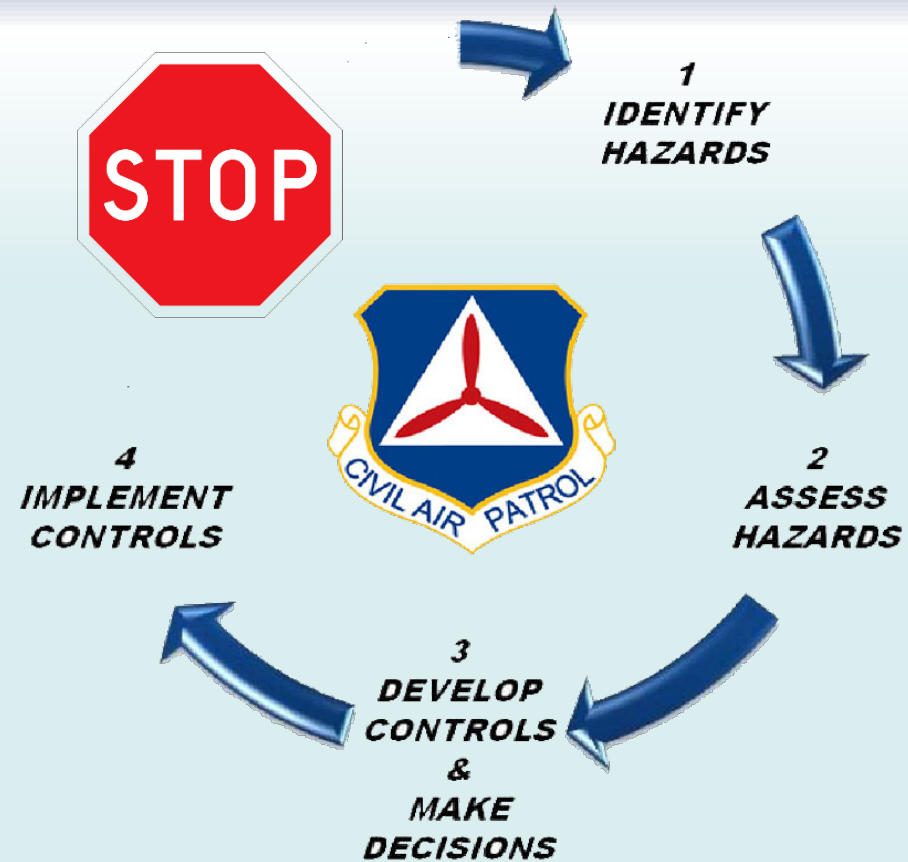 STOP
1
IDENTIFY
HAZARDS
2
ASSESS
HAZARDS
3
DEVELOP
CONTROLS
&
MAKE
DECISIONS
4
IMPLEMENT
CONTROLS
CIVIL AIR PATROL